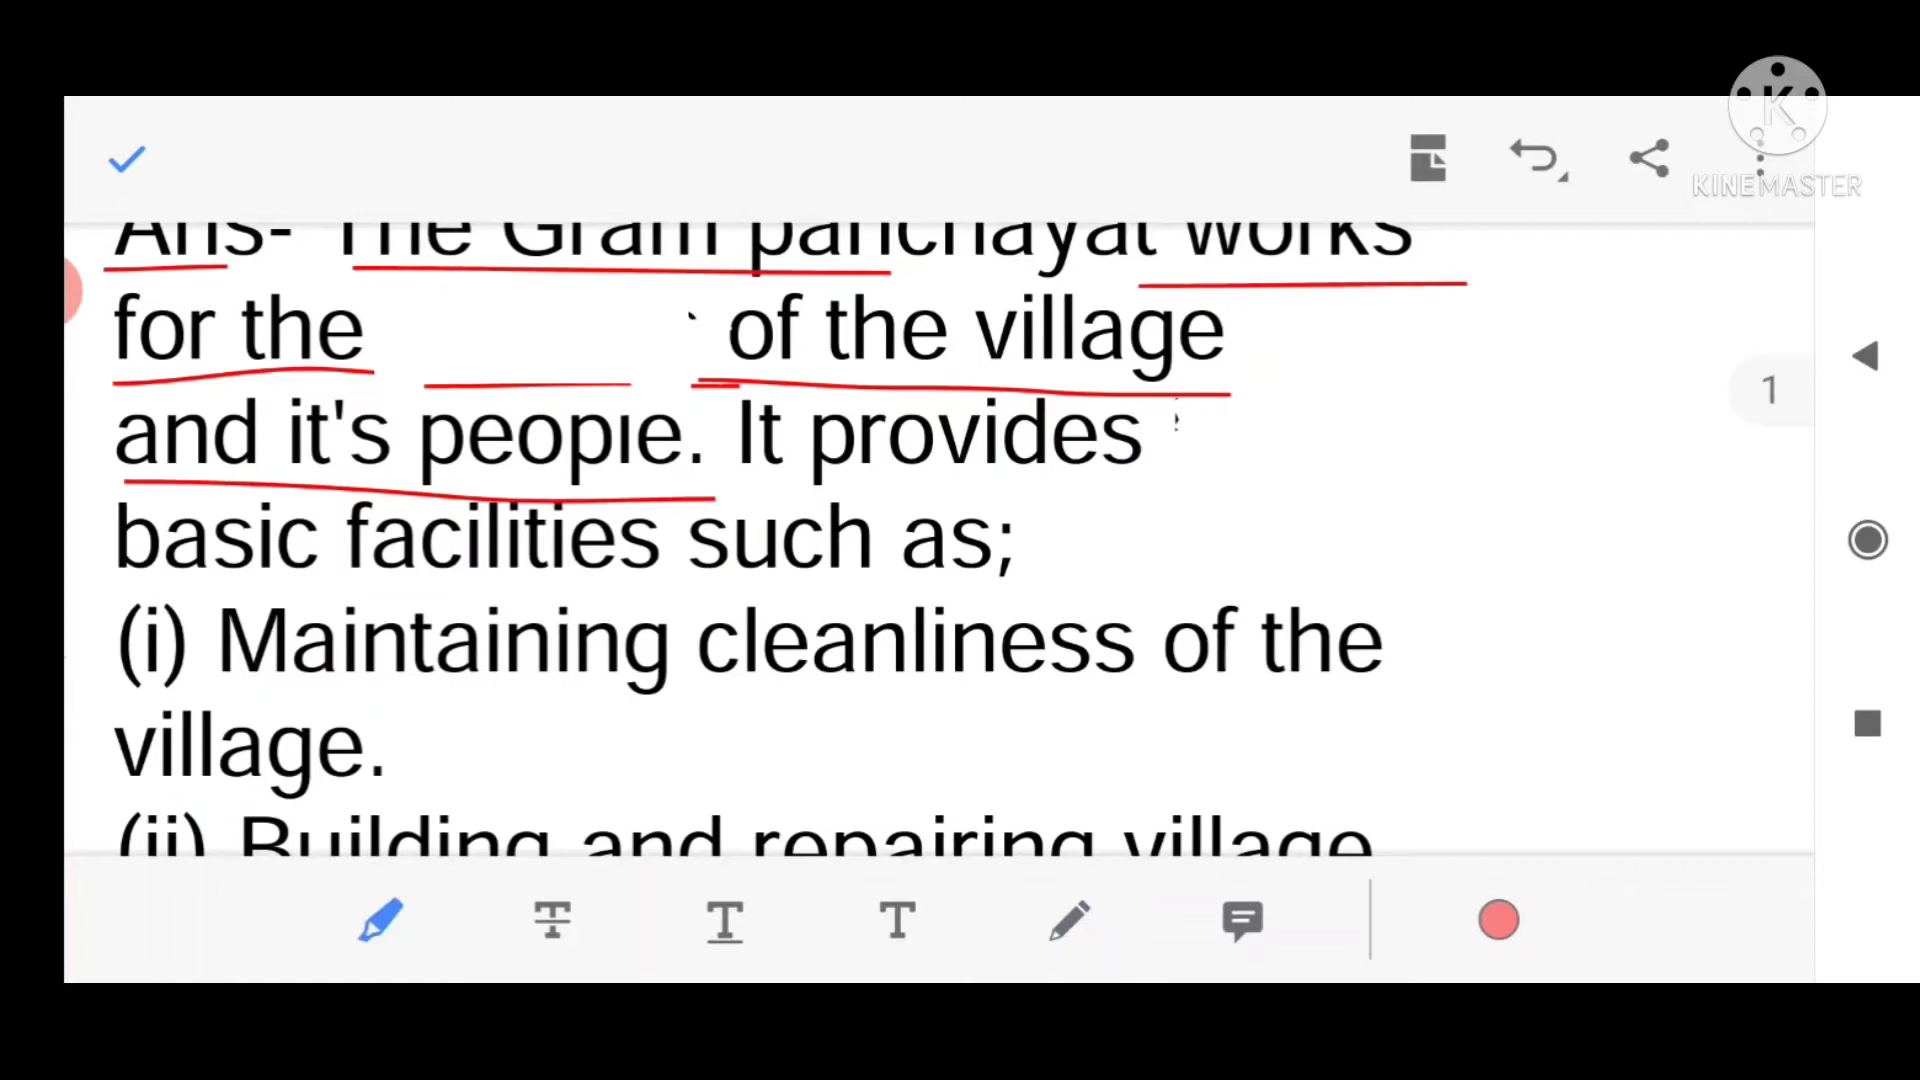 KINEMASTER
Ans- The Gram panchayat works
for the of the village
1
and it's people. It provides
basic facilities such as;
(i) Maintaining cleanliness of the
village.
(ii) Building and repairing village